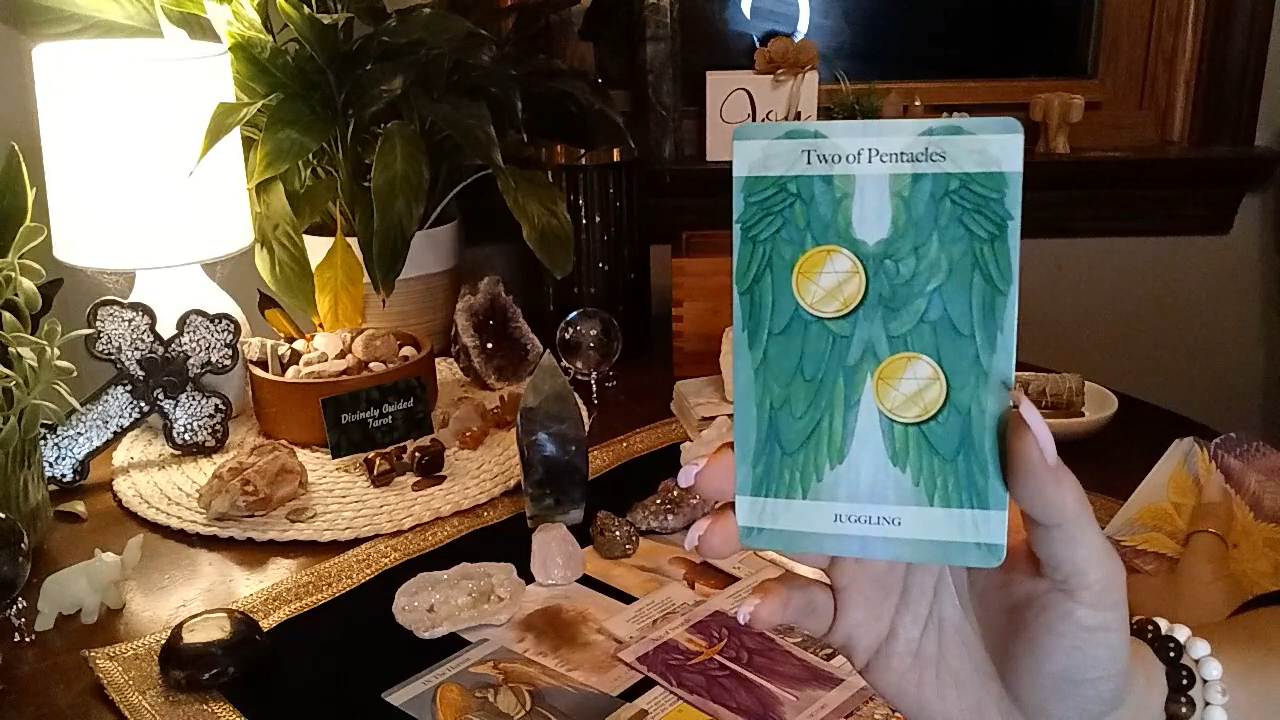 Two of Pentacles
JUGGLING
Divinely Guided
Tarot
IX The Hermit